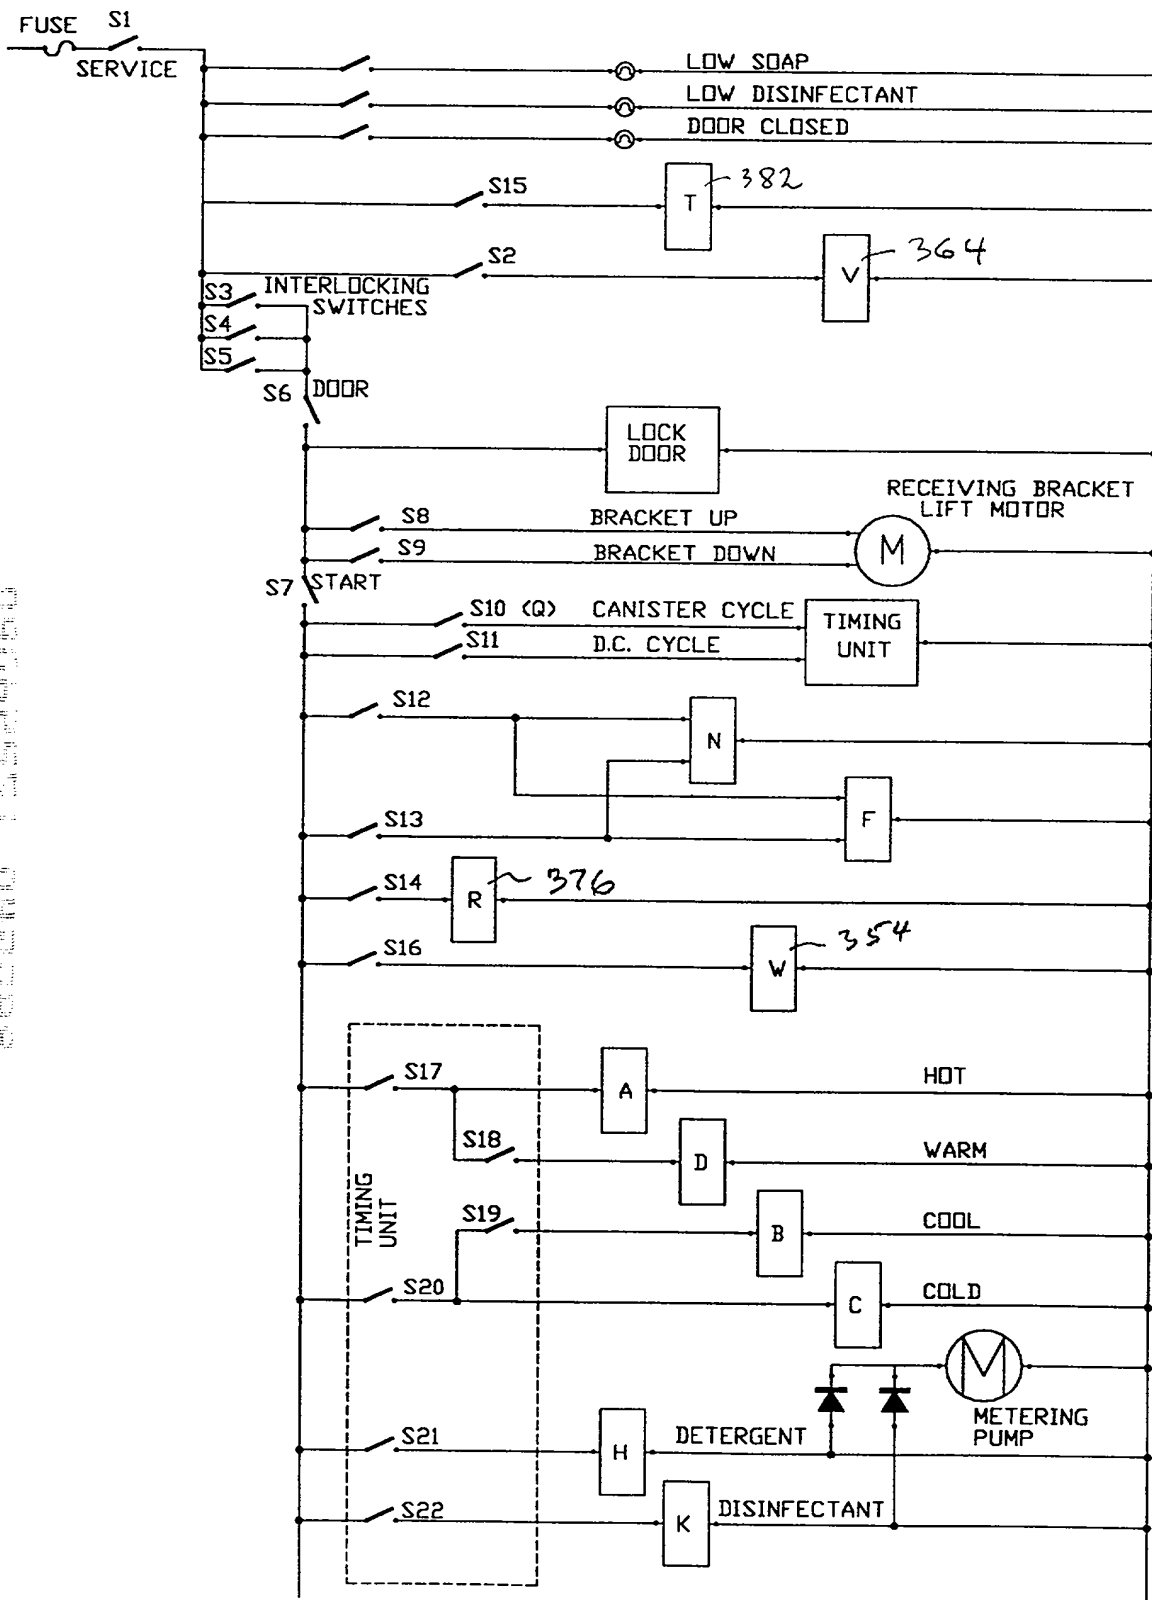 FUSE S1
SERVICE
LOW SOAP
LOW DISINFECTANT
DOOR CLOSED
S15
T
382
S2
V
364
S3 INTERLOCKING
SWITCHES
S4
S5
S6 DOOR
LOCK
DOOR
RECEIVING BRACKET
LIFT MOTOR
S8 BRACKET UP
M
S9 BRACKET DOWN
S7 START
S10 (Q) CANISTER CYCLE
S11 D.C. CYCLE
TIMING
UNIT
S12
N
S13
F
S14
R
376
S16
W
354
S17
A
HOT
S18
D
WARM
TIMING
UNIT
S19
B
COOL
S20
C
COLD
M
METERING
PUMP
S21
H
DETERGENT
S22
K
DISINFECTANT